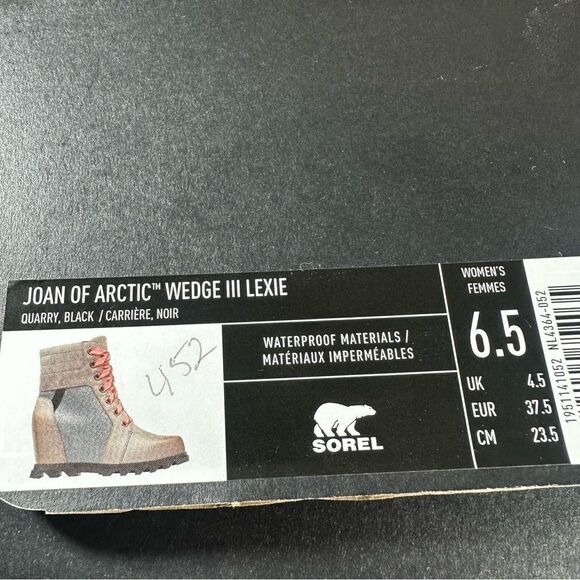 JOAN OF ARCTIC™ WEDGE III LEXIE
QUARRY, BLACK / CARRIÈRE, NOIR
452
WATERPROOF MATERIALS /
MATÉRIAUX IMPERMÉABLES
SOREL
WOMEN'S
FEMMES
6.5
UK 4.5
EUR 37.5
CM 23.5
1951141052
NL4364-052